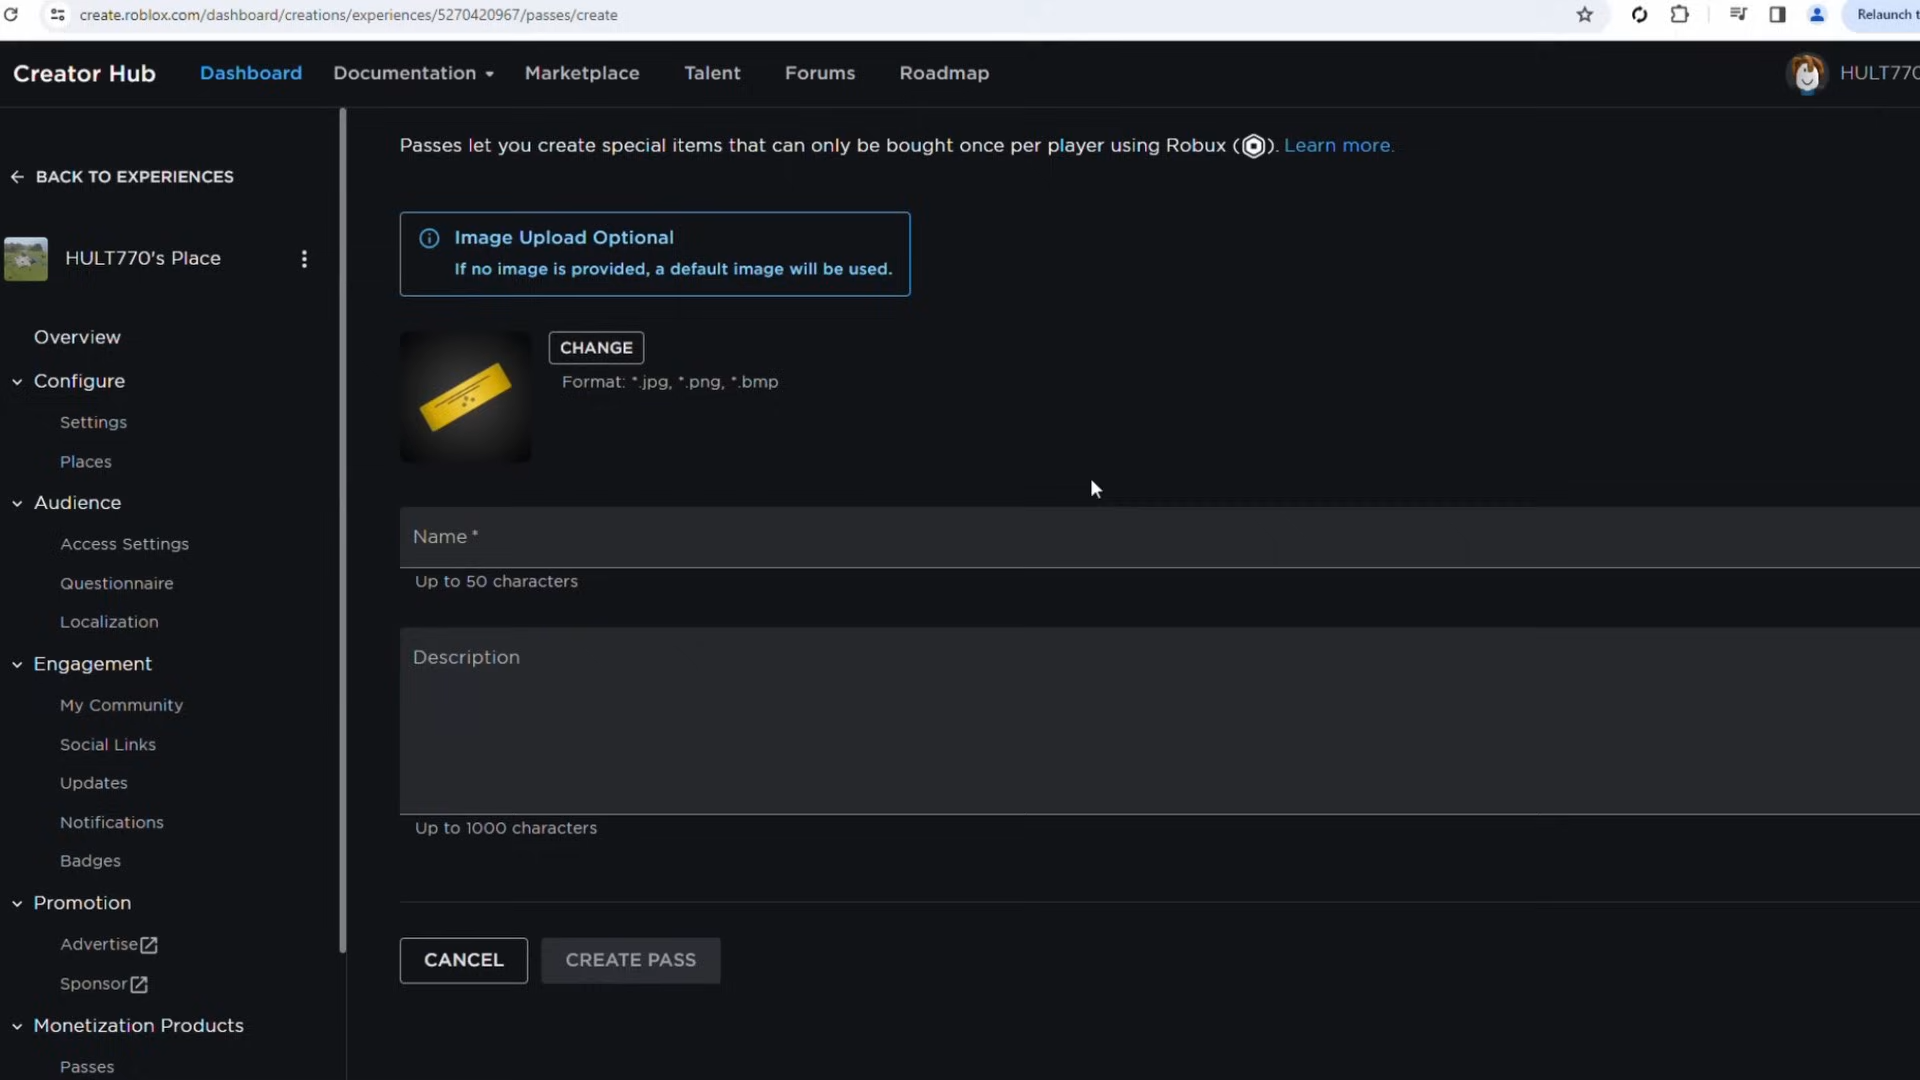 create.roblox.com/dashboard/creations/experiences/5270420967/passes/create
Relaunch t
Creator Hub
Dashboard
Documentation
Marketplace
Talent
Forums
Roadmap
HULT770
BACK TO EXPERIENCES
HULT770's Place
Overview
Configure
Settings
Places
Audience
Access Settings
Questionnaire
Localization
Engagement
My Community
Social Links
Updates
Notifications
Badges
Promotion
Advertise
Sponsor
Monetization Products
Passes
Passes let you create special items that can only be bought once per player using Robux ( ). Learn more.
Image Upload Optional
If no image is provided, a default image will be used.
CHANGE
Format: *.jpg, *.png, *.bmp
Name *
Up to 50 characters
Description
Up to 1000 characters
CANCEL
CREATE PASS